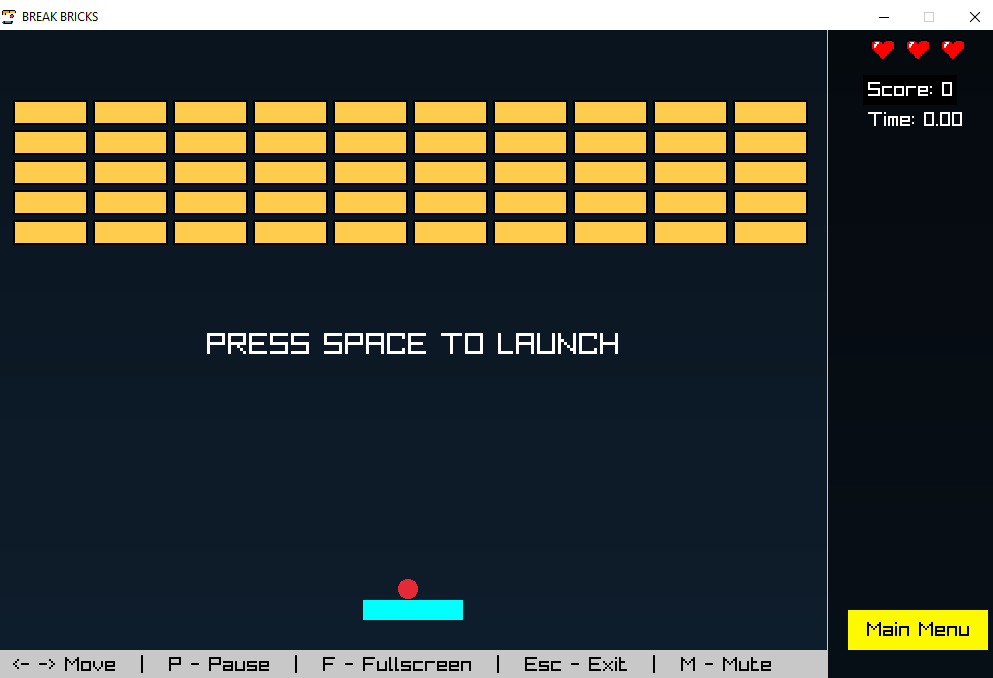 BREAK BRICKS
Score: 0
Time: 0.00
PRESS SPACE TO LAUNCH
Main Menu
<- -> Move | P - Pause | F - Fullscreen | Esc - Exit | M - Mute